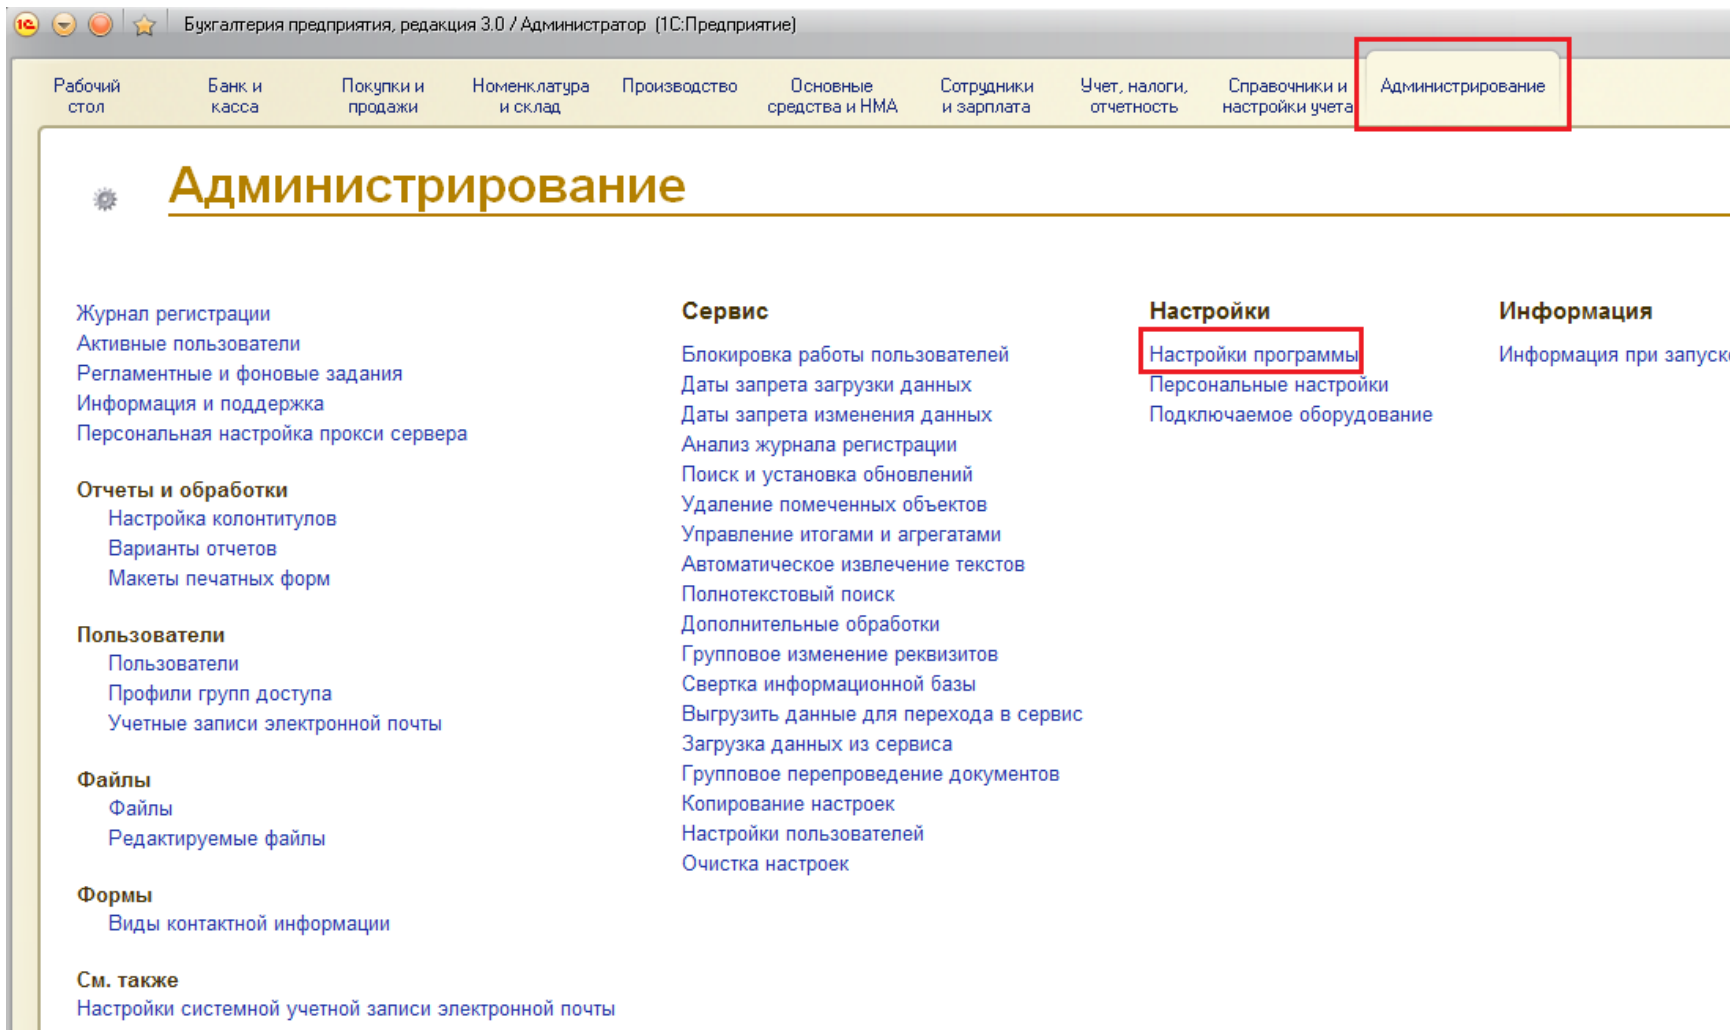 1С Бухгалтерия предприятия, редакция 3.0 / Администратор (1С:Предприятие)
Рабочий стол
Банк и касса
Покупки и продажи
Номенклатура и склад
Производство
Основные средства и НМА
Сотрудники и зарплата
Учет, налоги, отчетность
Справочники и настройки учета
Администрирование
Администрирование
Журнал регистрации
Активные пользователи
Регламентные и фоновые задания
Информация и поддержка
Персональная настройка прокси сервера
Отчеты и обработки
Настройка колонтитулов
Варианты отчетов
Макеты печатных форм
Пользователи
Пользователи
Профили групп доступа
Учетные записи электронной почты
Файлы
Файлы
Редактируемые файлы
Формы
Виды контактной информации
См. также
Настройки системной учетной записи электронной почты
Сервис
Блокировка работы пользователей
Даты запрета загрузки данных
Даты запрета изменения данных
Анализ журнала регистрации
Поиск и установка обновлений
Удаление помеченных объектов
Управление итогами и агрегатами
Автоматическое извлечение текстов
Полнотекстовый поиск
Дополнительные обработки
Групповое изменение реквизитов
Свертка информационной базы
Выгрузить данные для перехода в сервис
Загрузка данных из сервиса
Групповое перепроведение документов
Копирование настроек
Настройки пользователей
Очистка настроек
Настройки
Настройки программы
Персональные настройки
Подключаемое оборудование
Информация
Информация при запуск